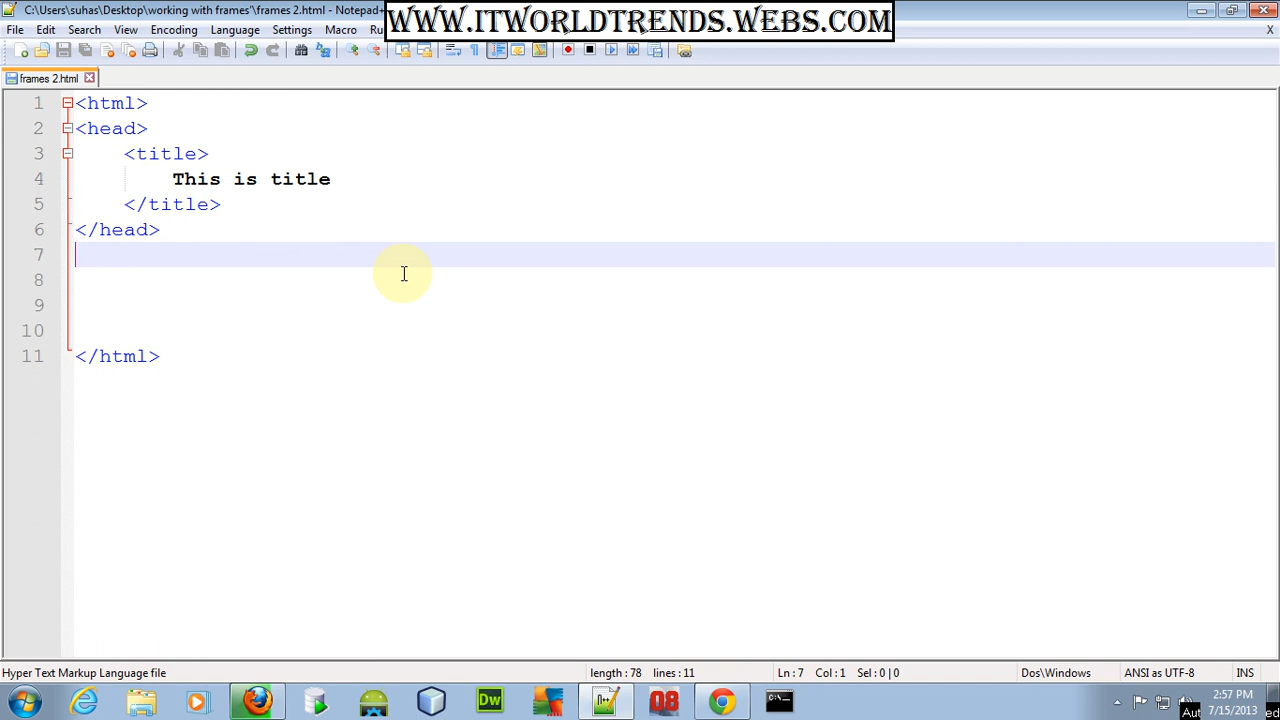 C:\Users\suhas\Desktop\working with frames'\frames 2.html - Notepad+
WWW.ITWORLDTRENDS.WEBS.COM
File Edit Search View Encoding Language Settings Macro Ru
X
frames 2.html
1 <html>
2 <head>
3 <title>
4 This is title
5 </title>
6 </head>
7
8
9
10
11 </html>
Hyper Text Markup Language file length : 78 lines : 11 Ln : 7 Col : 1 Sel : 0 | 0 Dos\Windows ANSI as UTF-8 INS
Dw
2:57 PM
7/15/2013